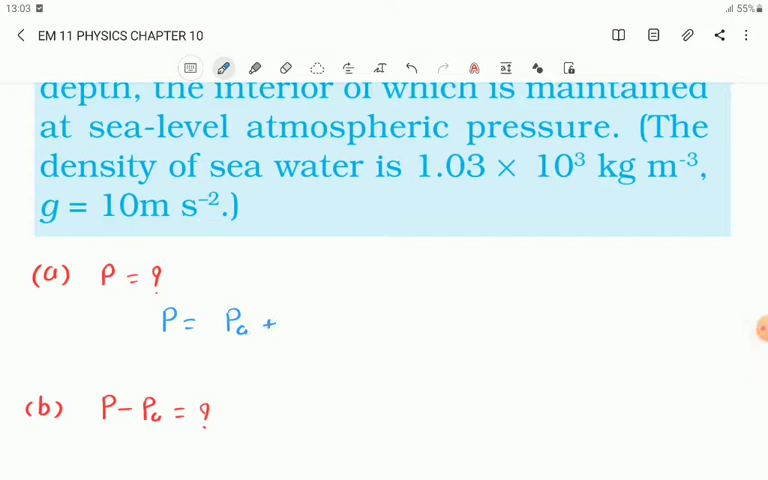 13:03 55%
EM 11 PHYSICS CHAPTER 10
depth, the interior of which is maintained
at sea-level atmospheric pressure. (The
density of sea water is 1.03 × 10³ kg m⁻³,
g = 10m s⁻².)
(a) P = ?
P = Pa +
(b) P - Pa = ?